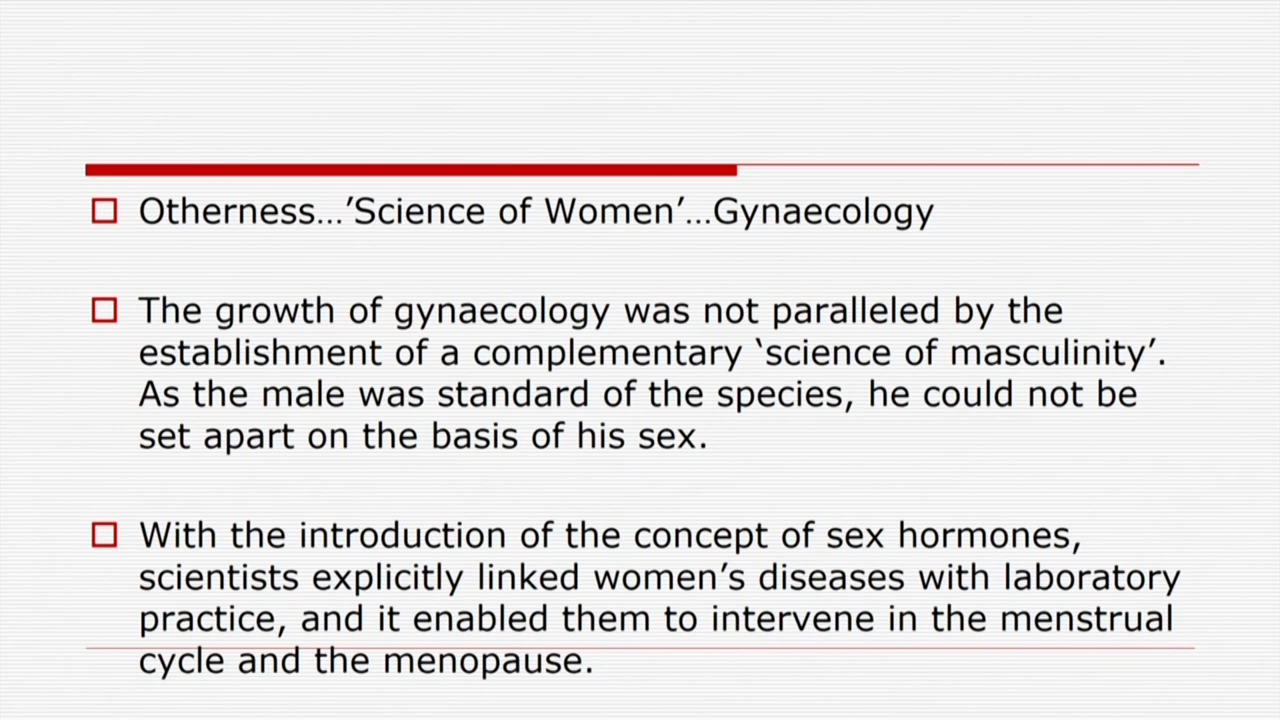 Otherness...’Science of Women’...Gynaecology
The growth of gynaecology was not paralleled by the
establishment of a complementary ‘science of masculinity’.
As the male was standard of the species, he could not be
set apart on the basis of his sex.
With the introduction of the concept of sex hormones,
scientists explicitly linked women’s diseases with laboratory
practice, and it enabled them to intervene in the menstrual
cycle and the menopause.